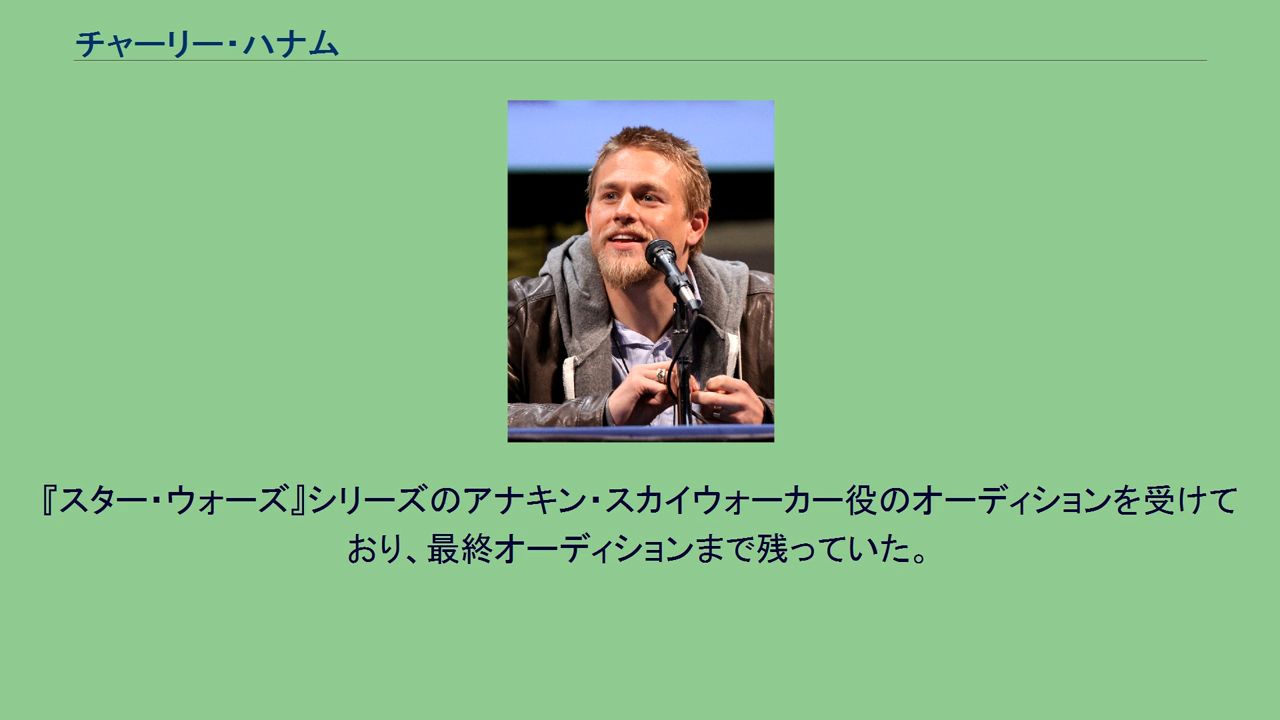 チャーリー・ハナム
『スター・ウォーズ』シリーズのアナキン・スカイウォーカー役のオーディションを受けて
おり、最終オーディションまで残っていた。